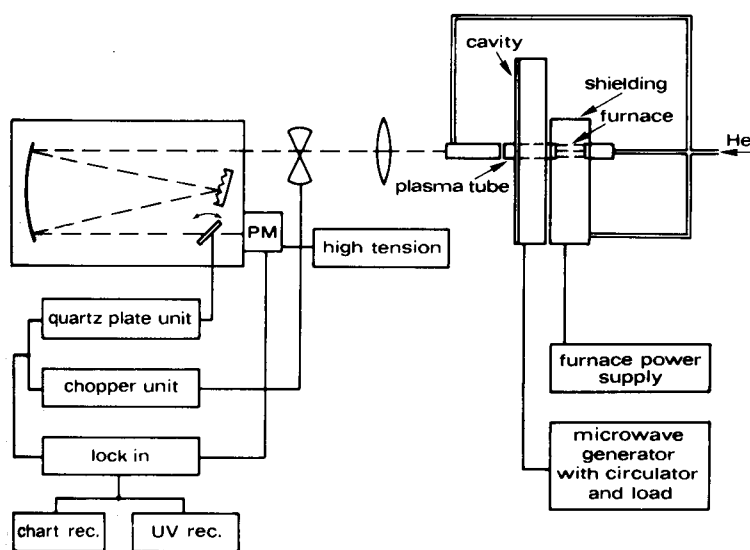 cavity
shielding
furnace
He
plasma tube
PM
high tension
quartz plate unit
chopper unit
lock in
chart rec.
UV rec.
furnace power
supply
microwave
generator
with circulator
and load